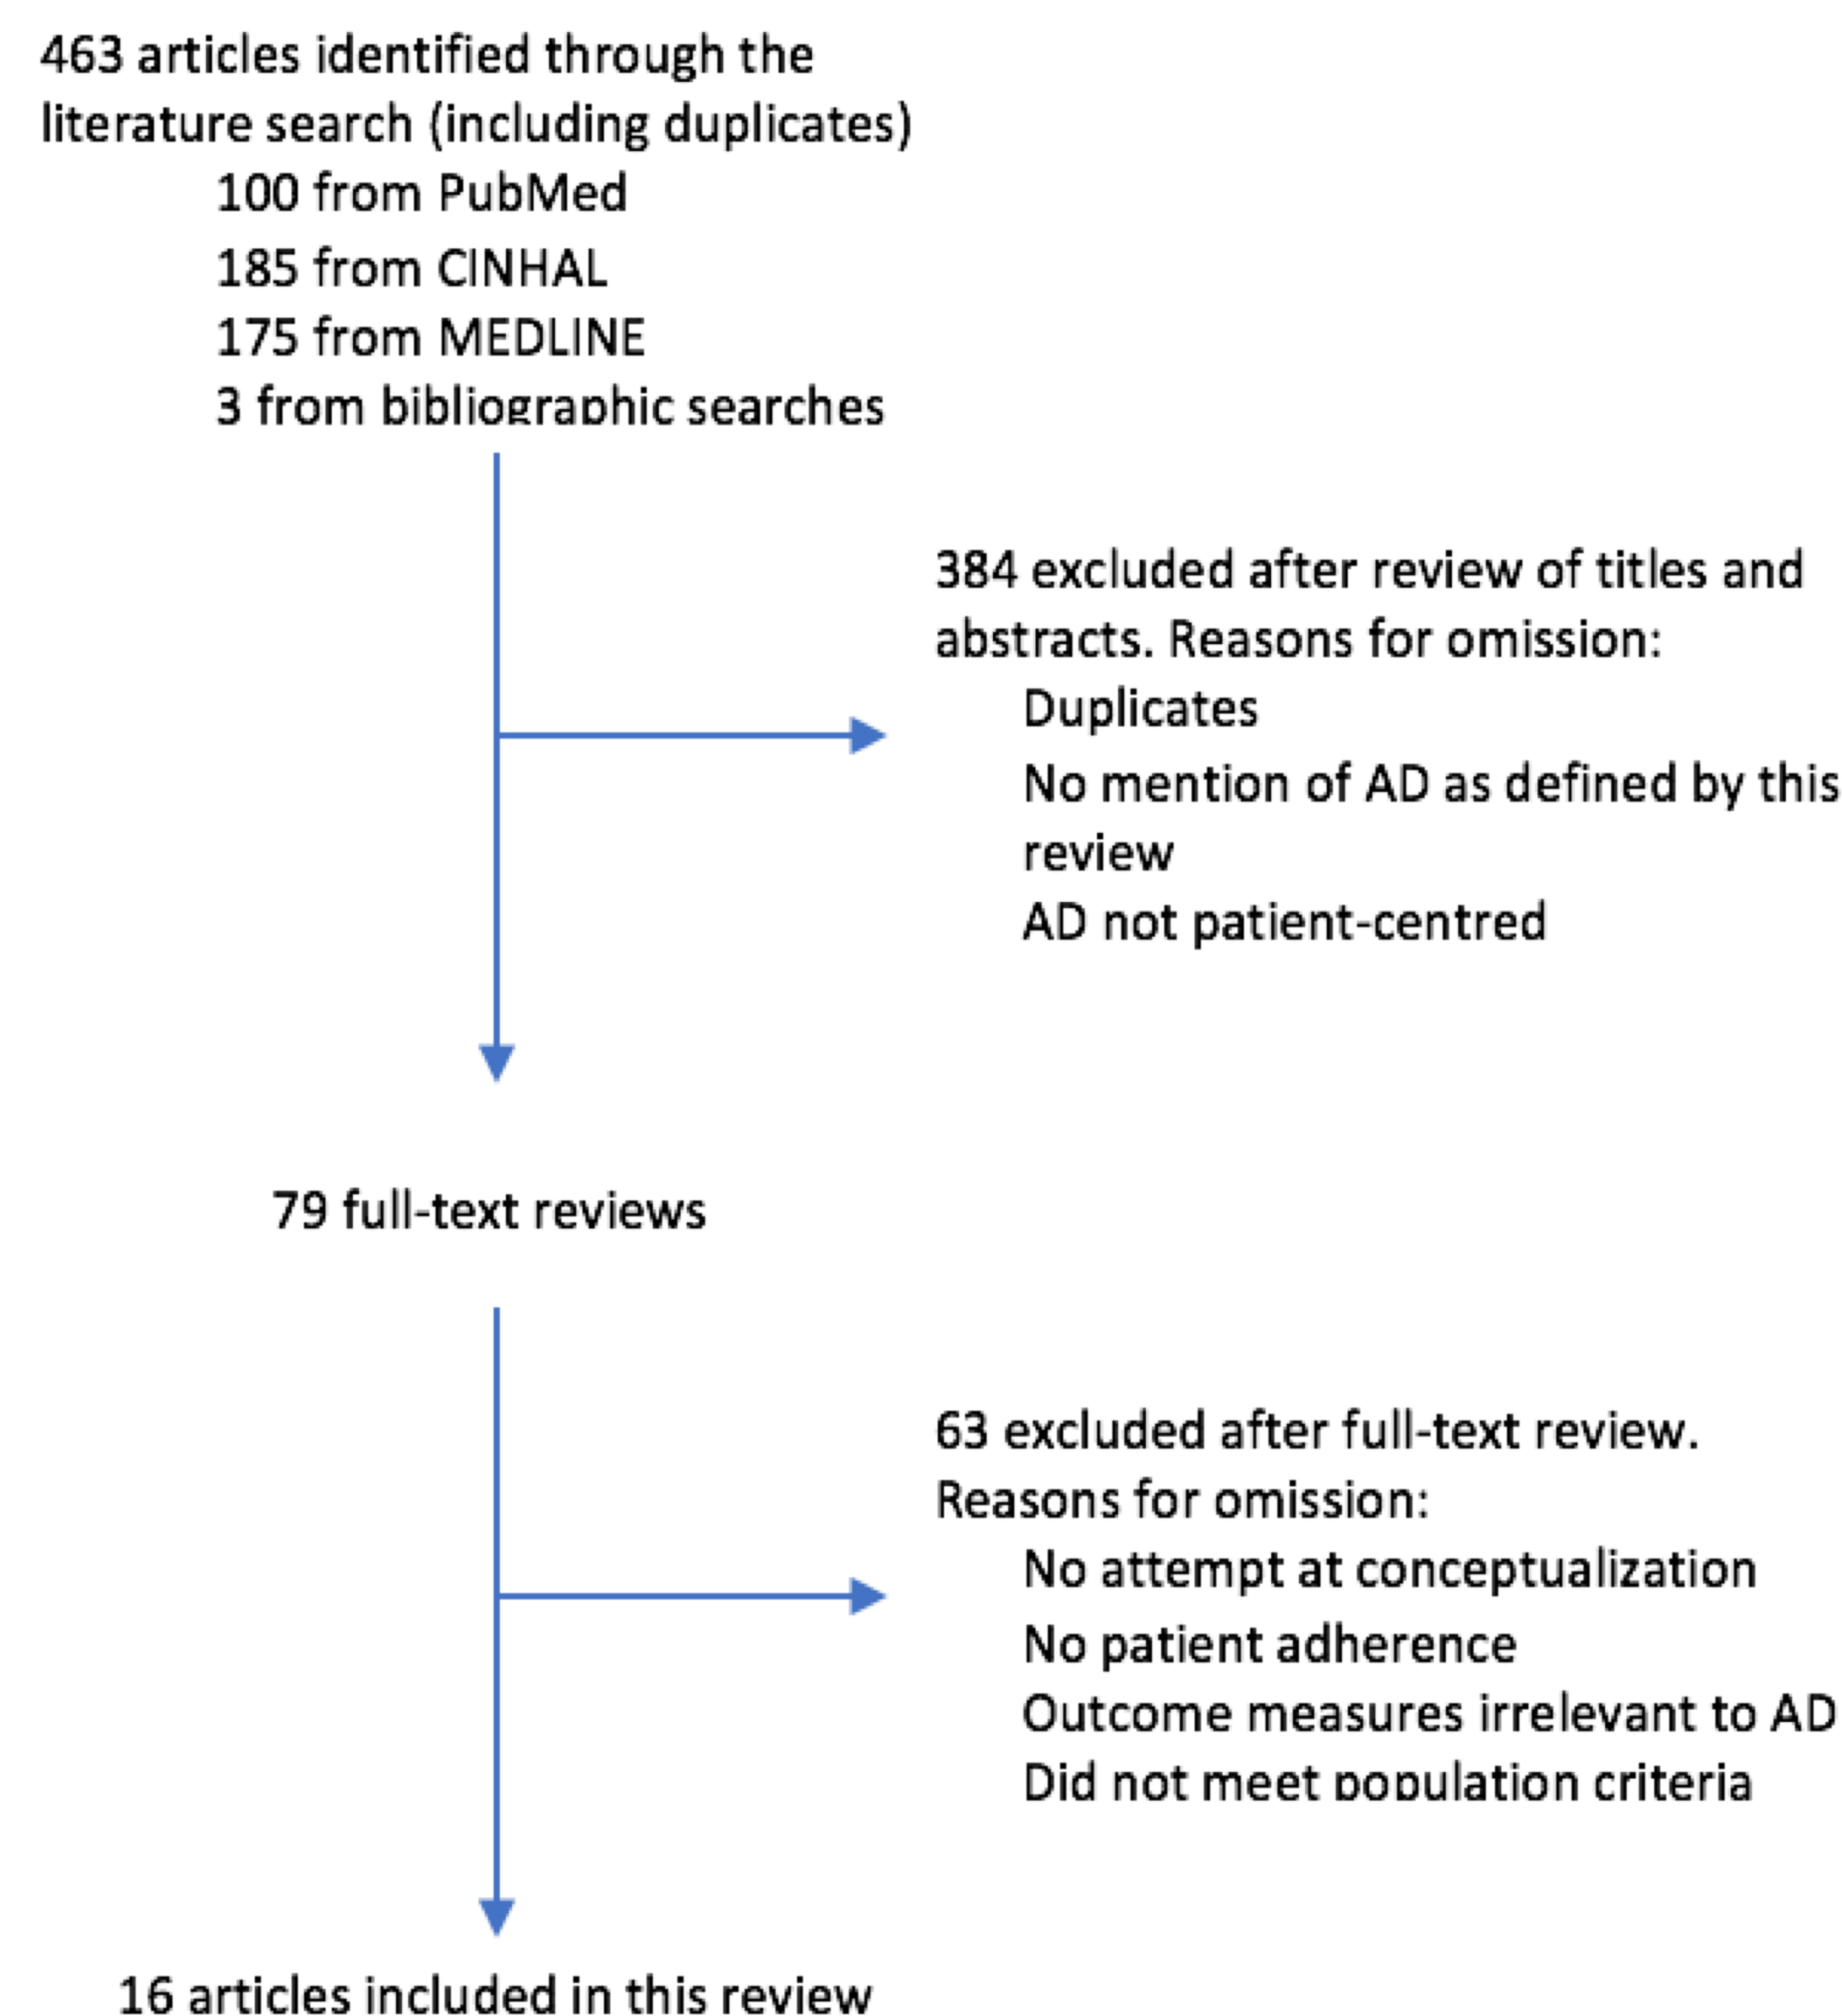 463 articles identified through the
literature search (including duplicates)
100 from PubMed
185 from CINHAL
175 from MEDLINE
3 from bibliographic searches
384 excluded after review of titles and
abstracts. Reasons for omission:
Duplicates
No mention of AD as defined by this
review
AD not patient-centred
79 full-text reviews
63 excluded after full-text review.
Reasons for omission:
No attempt at conceptualization
No patient adherence
Outcome measures irrelevant to AD
Did not meet population criteria
16 articles included in this review